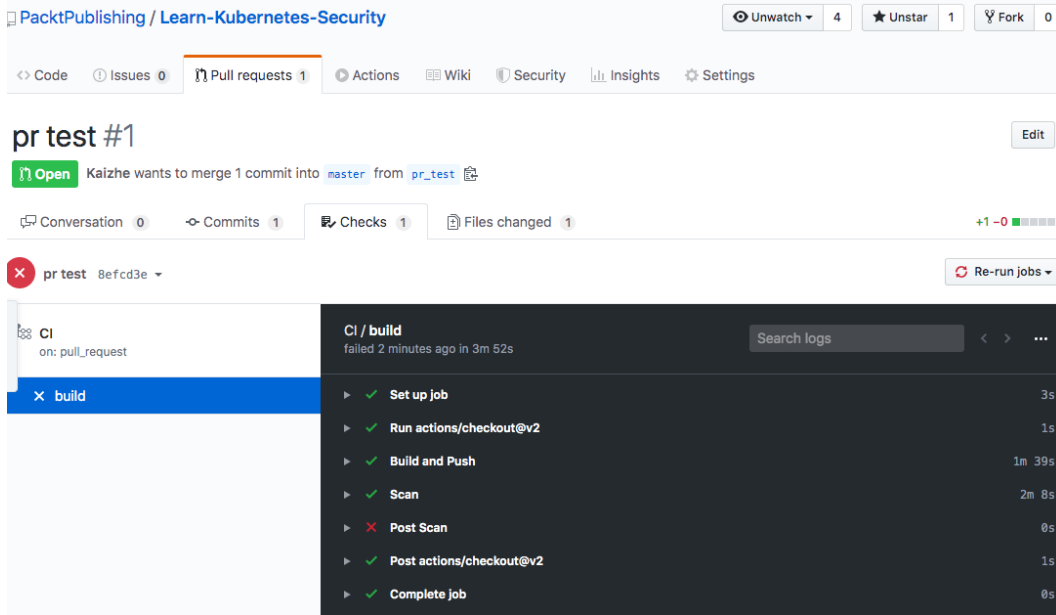 PacktPublishing / Learn-Kubernetes-Security Unwatch 4 Unstar 1 Fork 0
Code Issues 0 Pull requests 1 Actions Wiki Security Insights Settings
pr test #1 Edit
Open Kaizhe wants to merge 1 commit into master from pr_test
Conversation 0 Commits 1 Checks 1 Files changed 1 +1 −0
pr test 8efcd3e Re-run jobs
CI
on: pull_request
build
CI / build
failed 2 minutes ago in 3m 52s
Search logs
Set up job 3s
Run actions/checkout@v2 1s
Build and Push 1m 39s
Scan 2m 8s
Post Scan 0s
Post actions/checkout@v2 1s
Complete job 0s